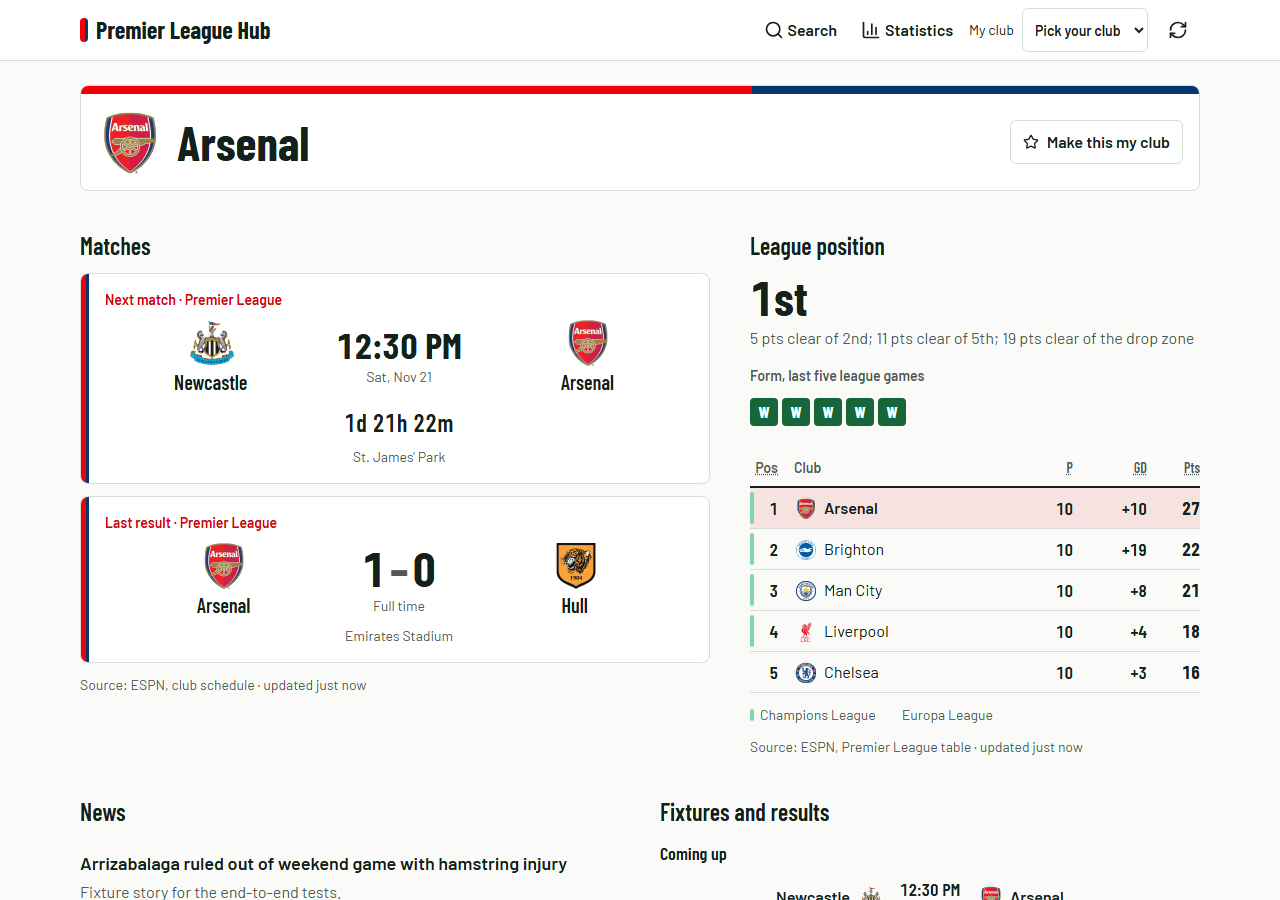 Premier League Hub
Search
Statistics
My club
Pick your club
Arsenal
Arsenal
Make this my club
Matches
Next match · Premier League
Newcastle
12:30 PM
Sat, Nov 21
Arsenal
Arsenal
1d 21h 22m
St. James' Park
Last result · Premier League
Arsenal
Arsenal
1 - 0
Full time
1904
Hull
Emirates Stadium
Source: ESPN, club schedule · updated just now
League position
1st
5 pts clear of 2nd; 11 pts clear of 5th; 19 pts clear of the drop zone
Form, last five league games
W W W W W
Pos Club P GD Pts
1 Arsenal 10 +10 27
2 Brighton 10 +19 22
3 Man City 10 +8 21
4 Liverpool 10 +4 18
5 Chelsea 10 +3 16
Champions League Europa League
Source: ESPN, Premier League table · updated just now
News
Arrizabalaga ruled out of weekend game with hamstring injury
Fixture story for the end-to-end tests.
Fixtures and results
Coming up
Newcastle 12:30 PM Arsenal